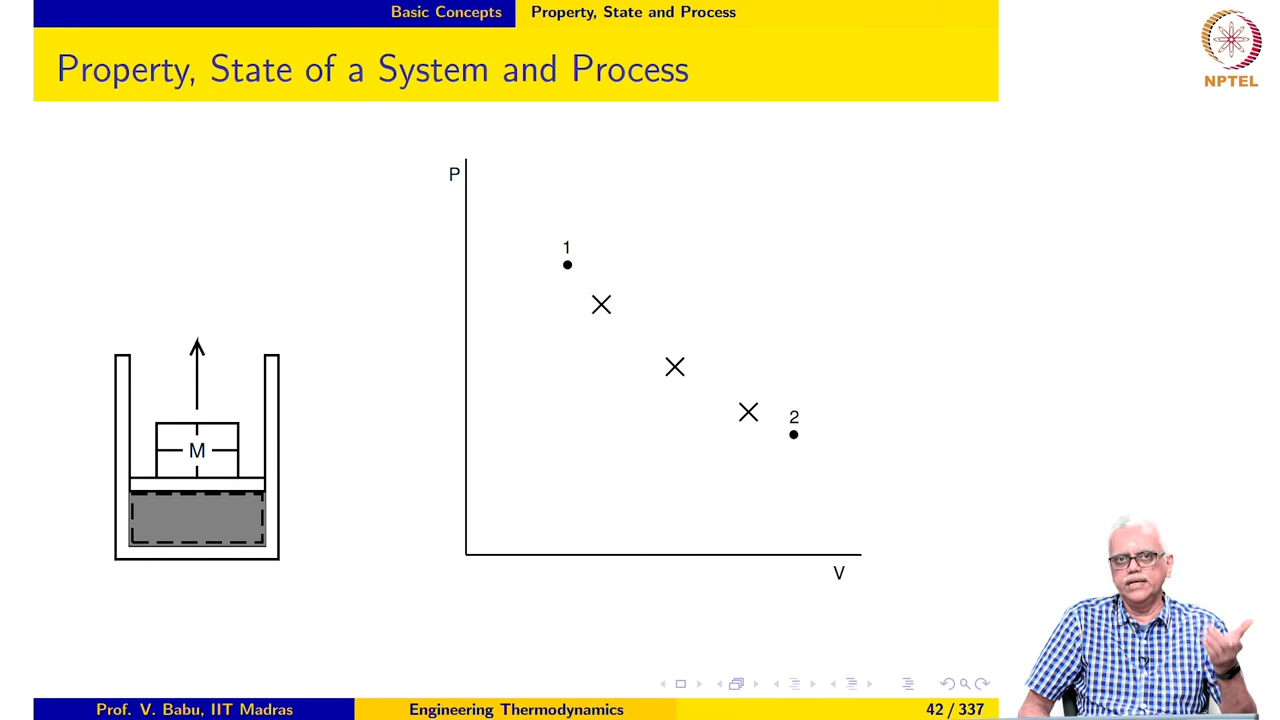 Basic Concepts Property, State and Process
Property, State of a System and Process
NPTEL
P
1
2
M
V
Prof. V. Babu, IIT Madras Engineering Thermodynamics 42 / 337